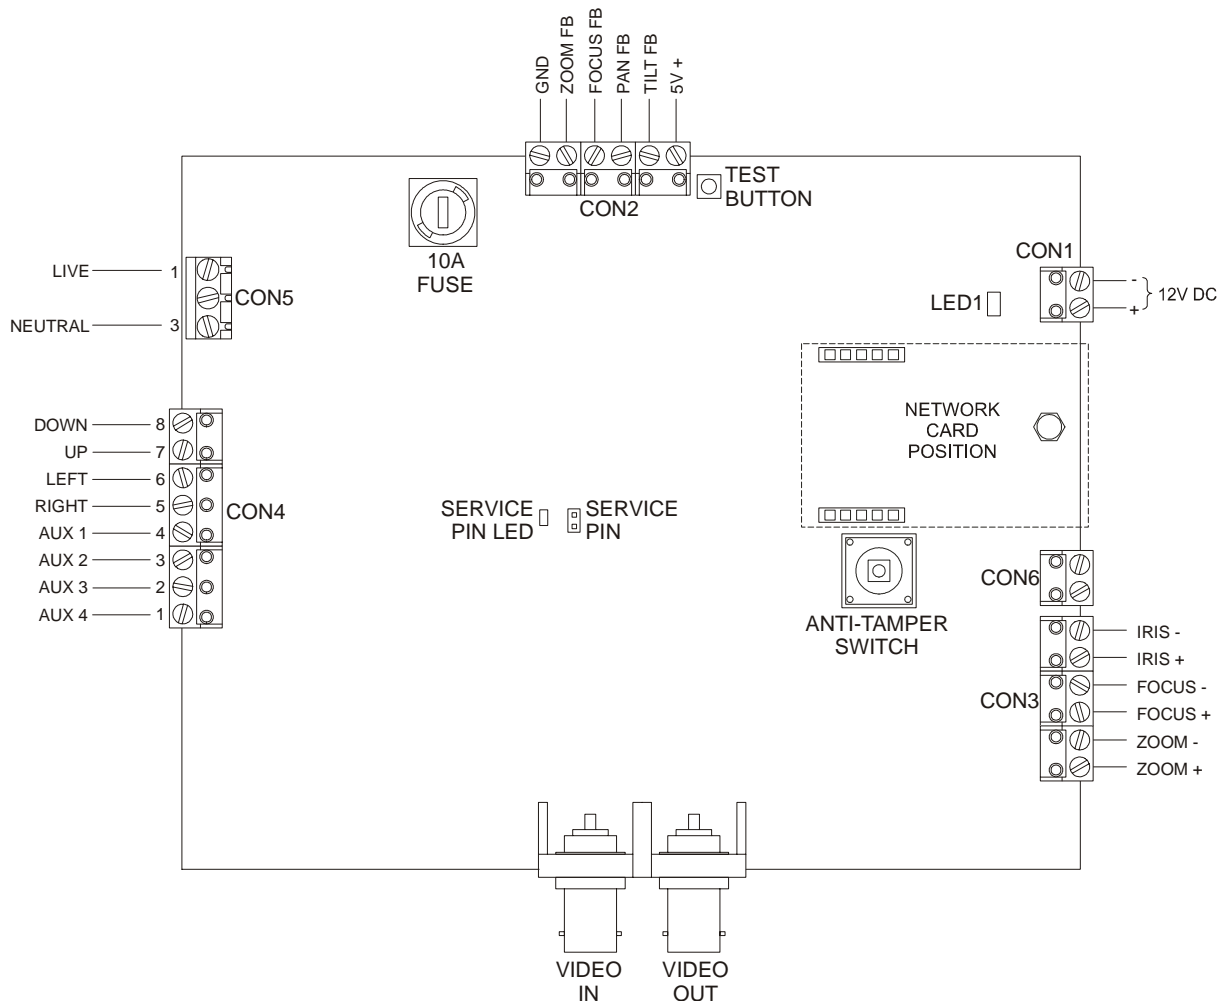 GND
ZOOM FB
FOCUS FB
PAN FB
TILT FB
5V +
TEST
BUTTON
CON2
10A
FUSE
CON1
-
+
12V DC
LED1
LIVE
1
CON5
NEUTRAL
3
NETWORK
CARD
POSITION
DOWN
8
UP
7
LEFT
6
RIGHT
5
AUX 1
4
AUX 2
3
AUX 3
2
AUX 4
1
CON4
SERVICE
PIN LED
SERVICE
PIN
ANTI-TAMPER
SWITCH
CON6
CON3
IRIS -
IRIS +
FOCUS -
FOCUS +
ZOOM -
ZOOM +
VIDEO
IN
VIDEO
OUT